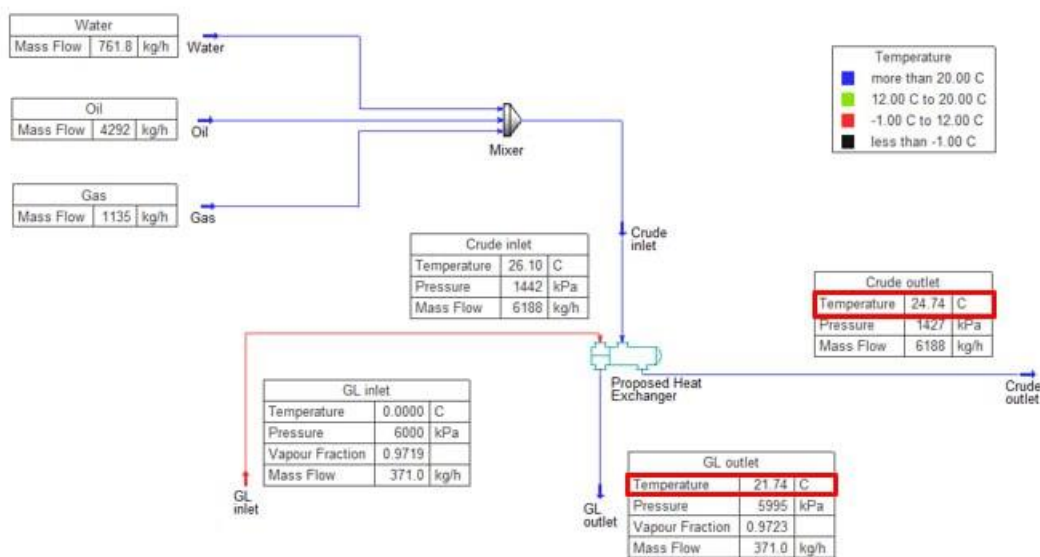 Water
Mass Flow 761.8 kg/h
Water
Oil
Mass Flow 4292 kg/h
Oil
Gas
Mass Flow 1135 kg/h
Gas
Mixer
Temperature
more than 20.00 C
12.00 C to 20.00 C
-1.00 C to 12.00 C
less than -1.00 C
Crude
inlet
Crude inlet
Temperature 26.10 C
Pressure 1442 kPa
Mass Flow 6188 kg/h
Crude outlet
Temperature 24.74 C
Pressure 1427 kPa
Mass Flow 6188 kg/h
Proposed Heat
Exchanger
Crude
outlet
GL inlet
Temperature 0.0000 C
Pressure 6000 kPa
Vapour Fraction 0.9719
Mass Flow 371.0 kg/h
GL
inlet
GL
outlet
GL outlet
Temperature 21.74 C
Pressure 5995 kPa
Vapour Fraction 0.9723
Mass Flow 371.0 kg/h